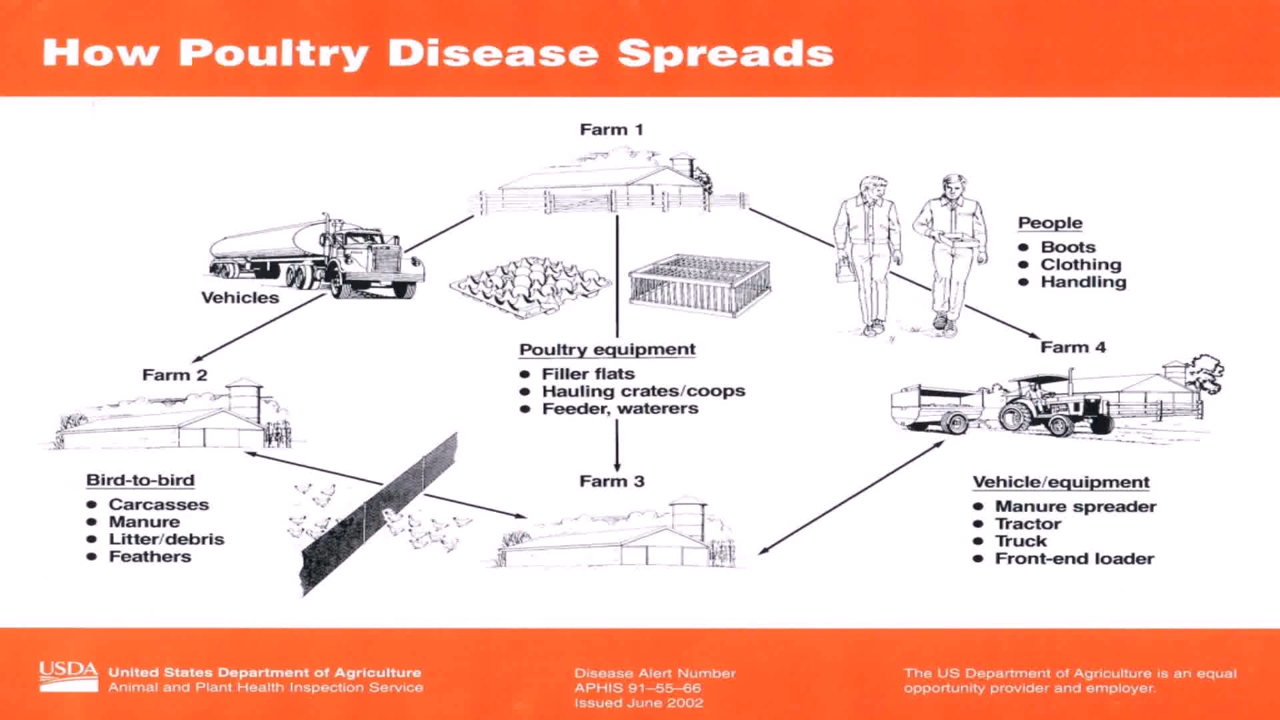 How Poultry Disease Spreads
Farm 1
Vehicles
People
● Boots
● Clothing
● Handling
Poultry equipment
● Filler flats
● Hauling crates/coops
● Feeder, waterers
Farm 2
Farm 4
Bird-to-bird
● Carcasses
● Manure
● Litter/debris
● Feathers
Farm 3
Vehicle/equipment
● Manure spreader
● Tractor
● Truck
● Front-end loader
USDA
United States Department of Agriculture
Animal and Plant Health Inspection Service
Disease Alert Number
APHIS 91–55–66
Issued June 2002
The US Department of Agriculture is an equal
opportunity provider and employer.